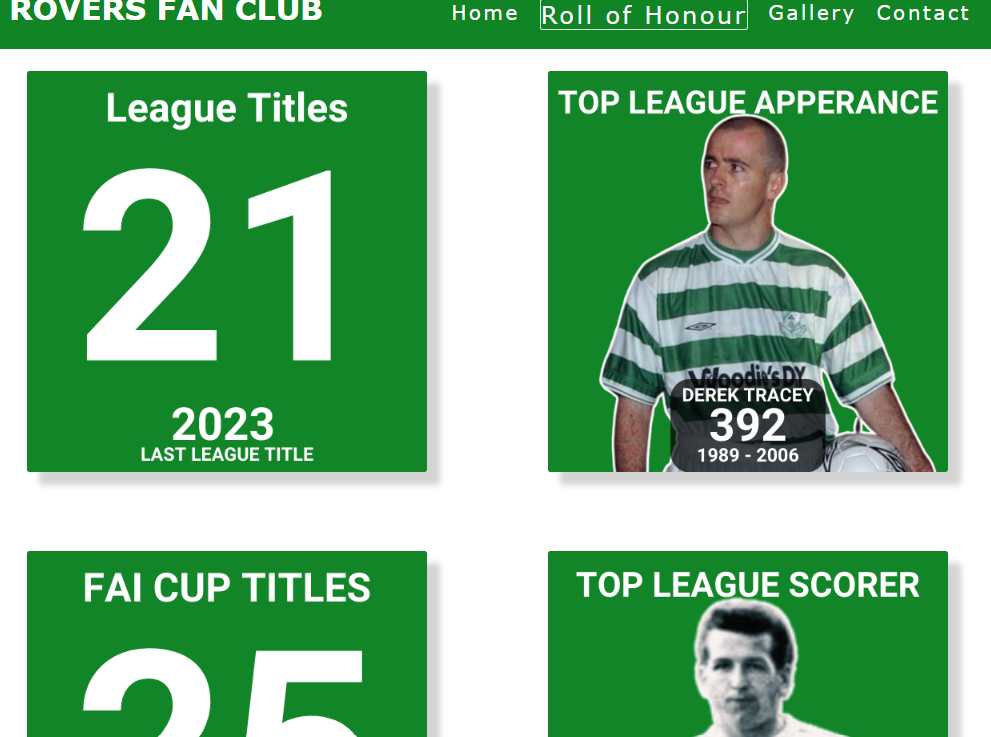 ROVERS FAN CLUB
Home Roll of Honour Gallery Contact
League Titles
21
2023
LAST LEAGUE TITLE
TOP LEAGUE APPERANCE
Woodie's DY
DEREK TRACEY
392
1989 - 2006
FAI CUP TITLES
25
TOP LEAGUE SCORER